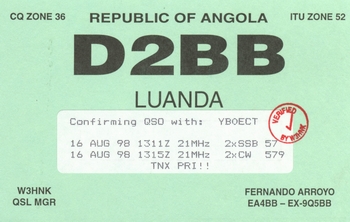 CQ ZONE 36
REPUBLIC OF ANGOLA
ITU ZONE 52
D2BB
LUANDA
Confirming QSO with: YB0ECT
16 AUG 98 1311Z 21MHz 2xSSB 57
16 AUG 98 1315Z 21MHz 2xCW 579
TNX PRI!!
VERIFIED
BY W3HNK
W3HNK
QSL MGR
FERNANDO ARROYO
EA4BB - EX-9Q5BB